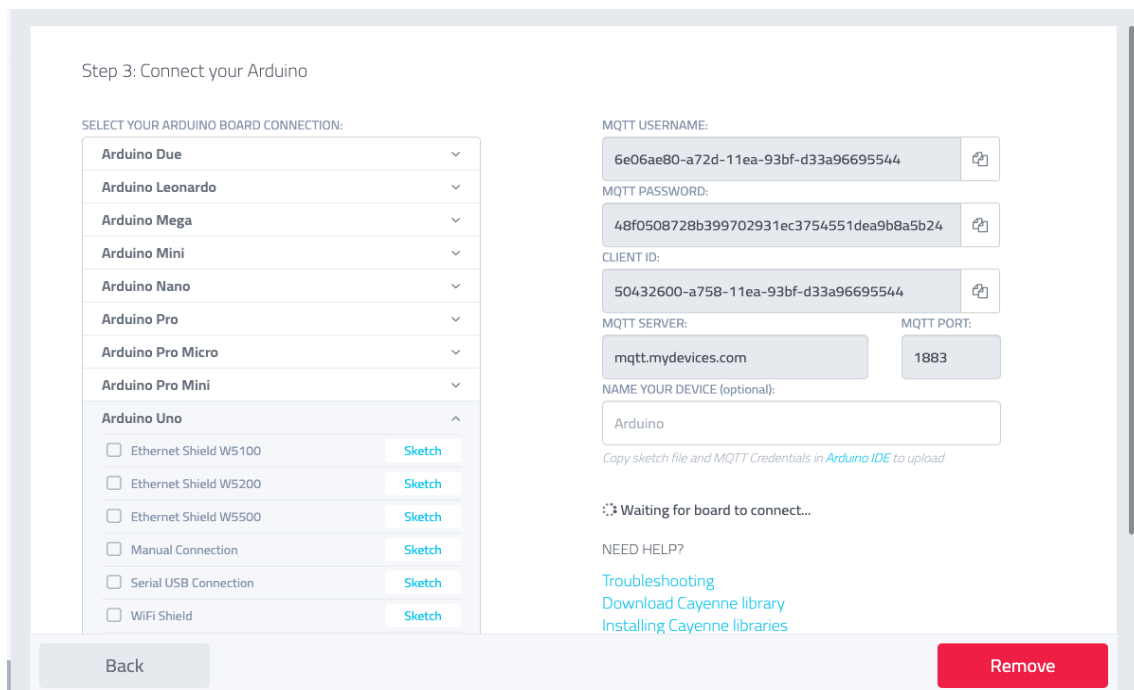 Step 3: Connect your Arduino
SELECT YOUR ARDUINO BOARD CONNECTION:
Arduino Due
Arduino Leonardo
Arduino Mega
Arduino Mini
Arduino Nano
Arduino Pro
Arduino Pro Micro
Arduino Pro Mini
Arduino Uno
Ethernet Shield W5100 Sketch
Ethernet Shield W5200 Sketch
Ethernet Shield W5500 Sketch
Manual Connection Sketch
Serial USB Connection Sketch
WiFi Shield Sketch
MQTT USERNAME:
6e06ae80-a72d-11ea-93bf-d33a96695544
MQTT PASSWORD:
48f0508728b399702931ec3754551dea9b8a5b24
CLIENT ID:
50432600-a758-11ea-93bf-d33a96695544
MQTT SERVER: MQTT PORT:
mqtt.mydevices.com 1883
NAME YOUR DEVICE (optional):
Arduino
Copy sketch file and MQTT Credentials in Arduino IDE to upload
Waiting for board to connect...
NEED HELP?
Troubleshooting
Download Cayenne library
Installing Cayenne libraries
Back Remove